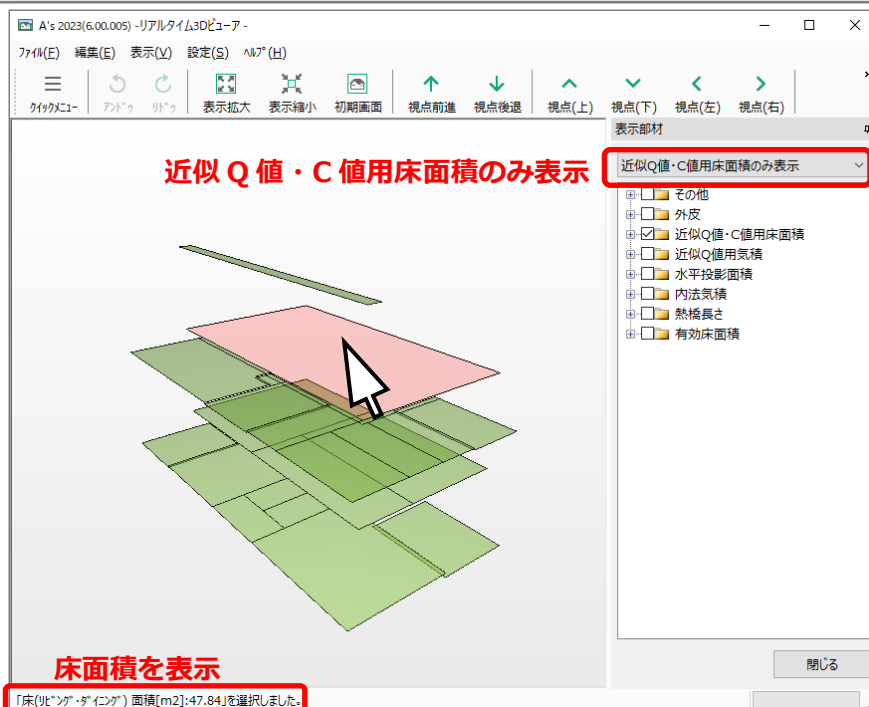 A's 2023(6.00.005) -リアルタイム3Dビューア -
ﾌｧｲﾙ(F) 編集(E) 表示(V) 設定(S) ﾍﾙﾌﾟ(H)
ｸｲｯｸﾒﾆｭｰ ｱﾝﾄﾞｩ ﾘﾄﾞｩ 表示拡大 表示縮小 初期画面 視点前進 視点後退 視点(上) 視点(下) 視点(左) 視点(右)
表示部材
近似 Q 値・C 値用床面積のみ表示
近似Q値・C値用床面積のみ表示
その他
外皮
近似Q値・C値用床面積
近似Q値用気積
水平投影面積
内法気積
熱橋長さ
有効床面積
床面積を表示
閉じる
「床(ﾘﾋﾞﾝｸﾞ・ﾀﾞｲﾆﾝｸﾞ) 面積[m2]:47.84」を選択しました。